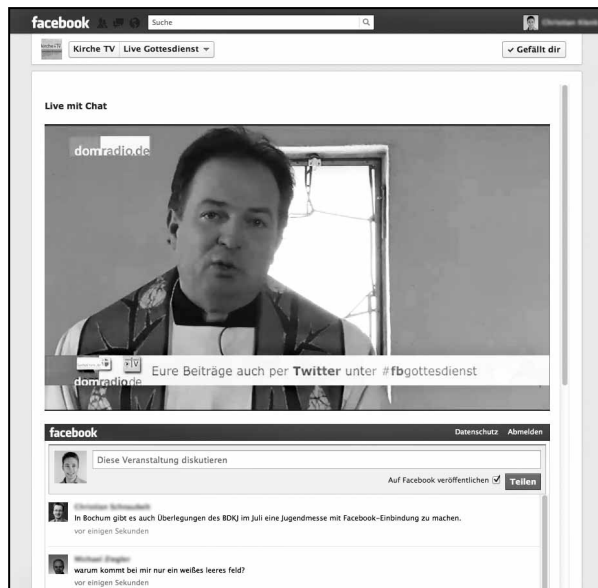 facebook
Suche
Kirche TV Live Gottesdienst
✓ Gefällt dir
Live mit Chat
domradio.de
Eure Beiträge auch per Twitter unter #fbgottesdienst
domradio.de
facebook
Datenschutz Abmelden
Diese Veranstaltung diskutieren
Auf Facebook veröffentlichen
Teilen
In Bochum gibt es auch Überlegungen des BDKJ im Juli eine Jugendmesse mit Facebook-Einbindung zu machen.
vor einigen Sekunden
warum kommt bei mir nur ein weißes leeres feld?
vor einigen Sekunden